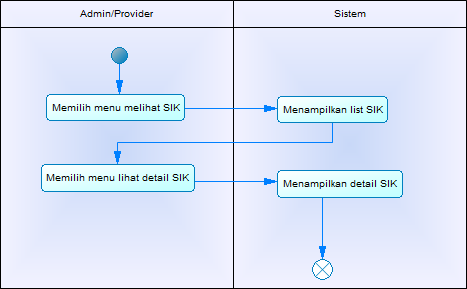 Admin/Provider
Sistem
Memilih menu melihat SIK
Menampilkan list SIK
Memilih menu lihat detail SIK
Menampilkan detail SIK